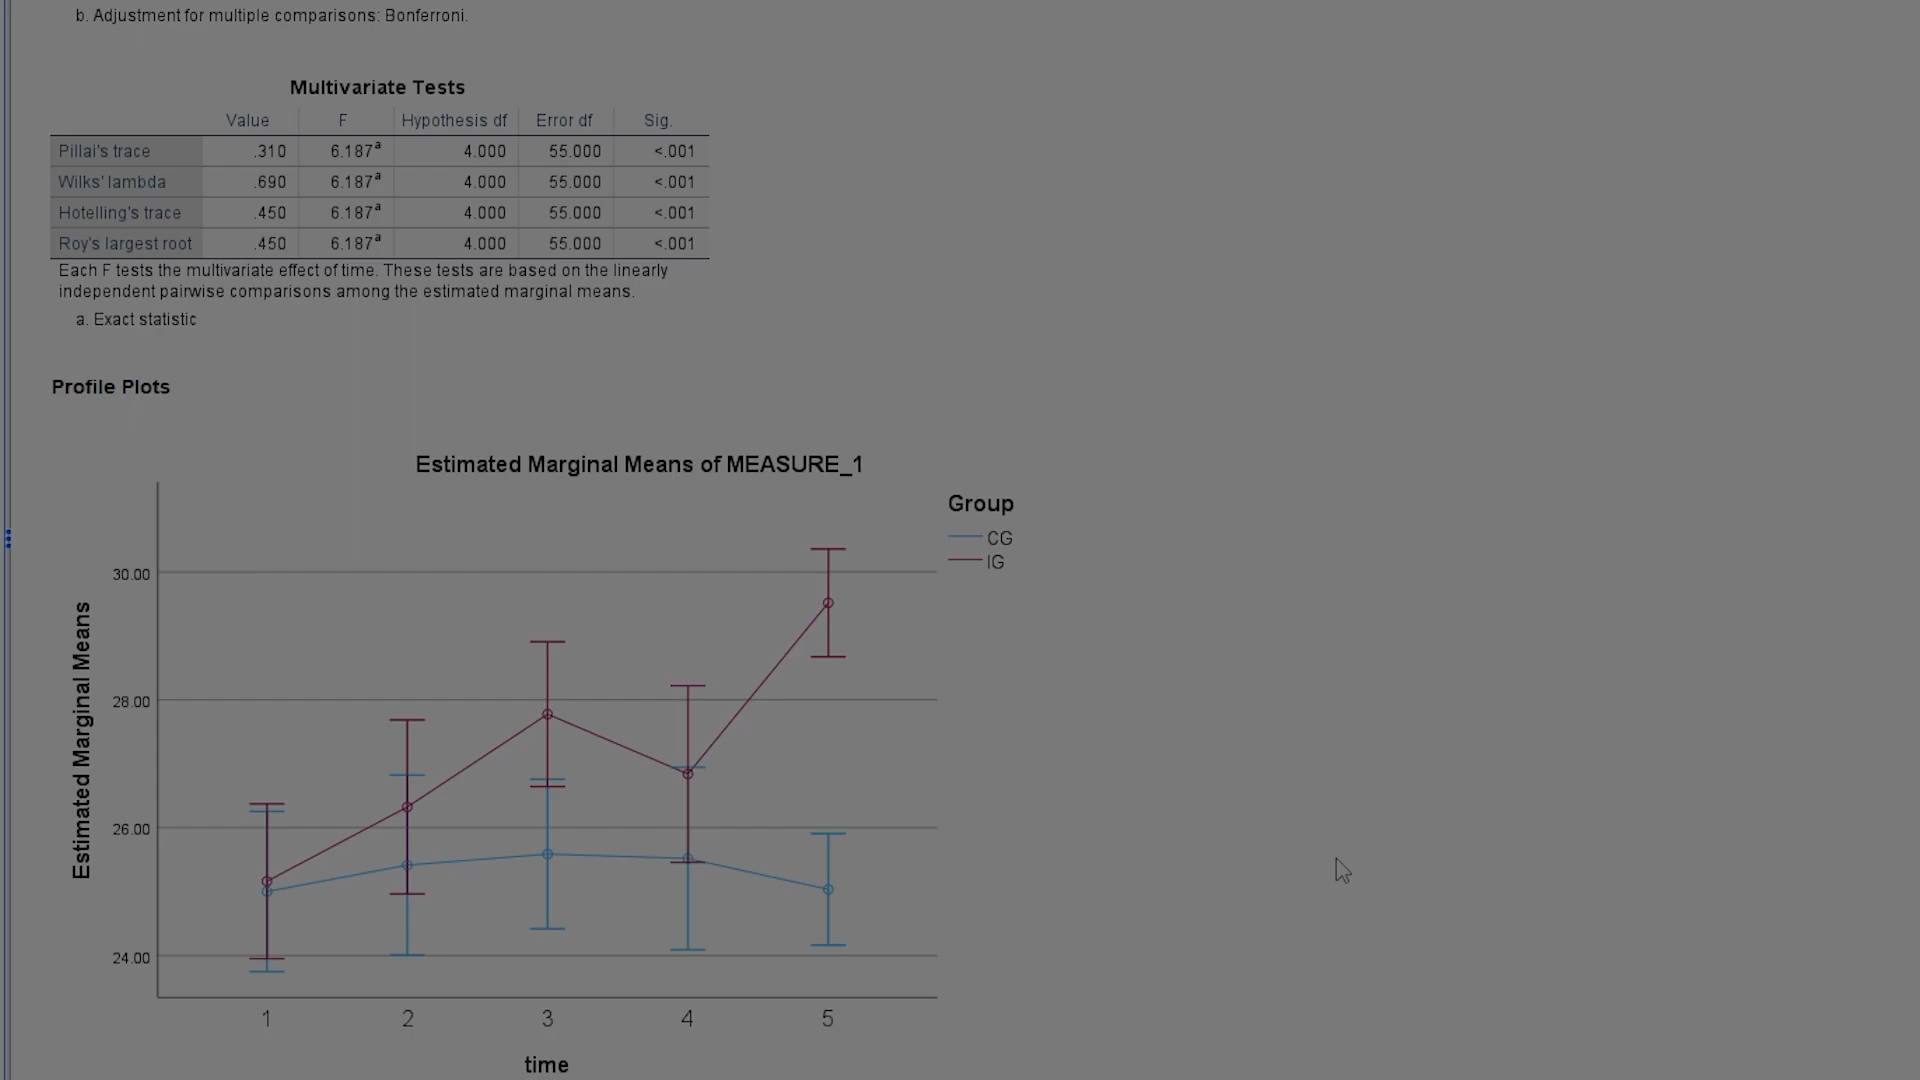 b. Adjustment for multiple comparisons: Bonferroni.
Multivariate Tests
Value F Hypothesis df Error df Sig.
Pillai's trace .310 6.187a 4.000 55.000 <.001
Wilks' lambda .690 6.187a 4.000 55.000 <.001
Hotelling's trace .450 6.187a 4.000 55.000 <.001
Roy's largest root .450 6.187a 4.000 55.000 <.001
Each F tests the multivariate effect of time. These tests are based on the linearly
independent pairwise comparisons among the estimated marginal means.
a. Exact statistic
Profile Plots
Estimated Marginal Means of MEASURE_1
Group
CG
IG
Estimated Marginal Means
30.00
28.00
26.00
24.00
1 2 3 4 5
time